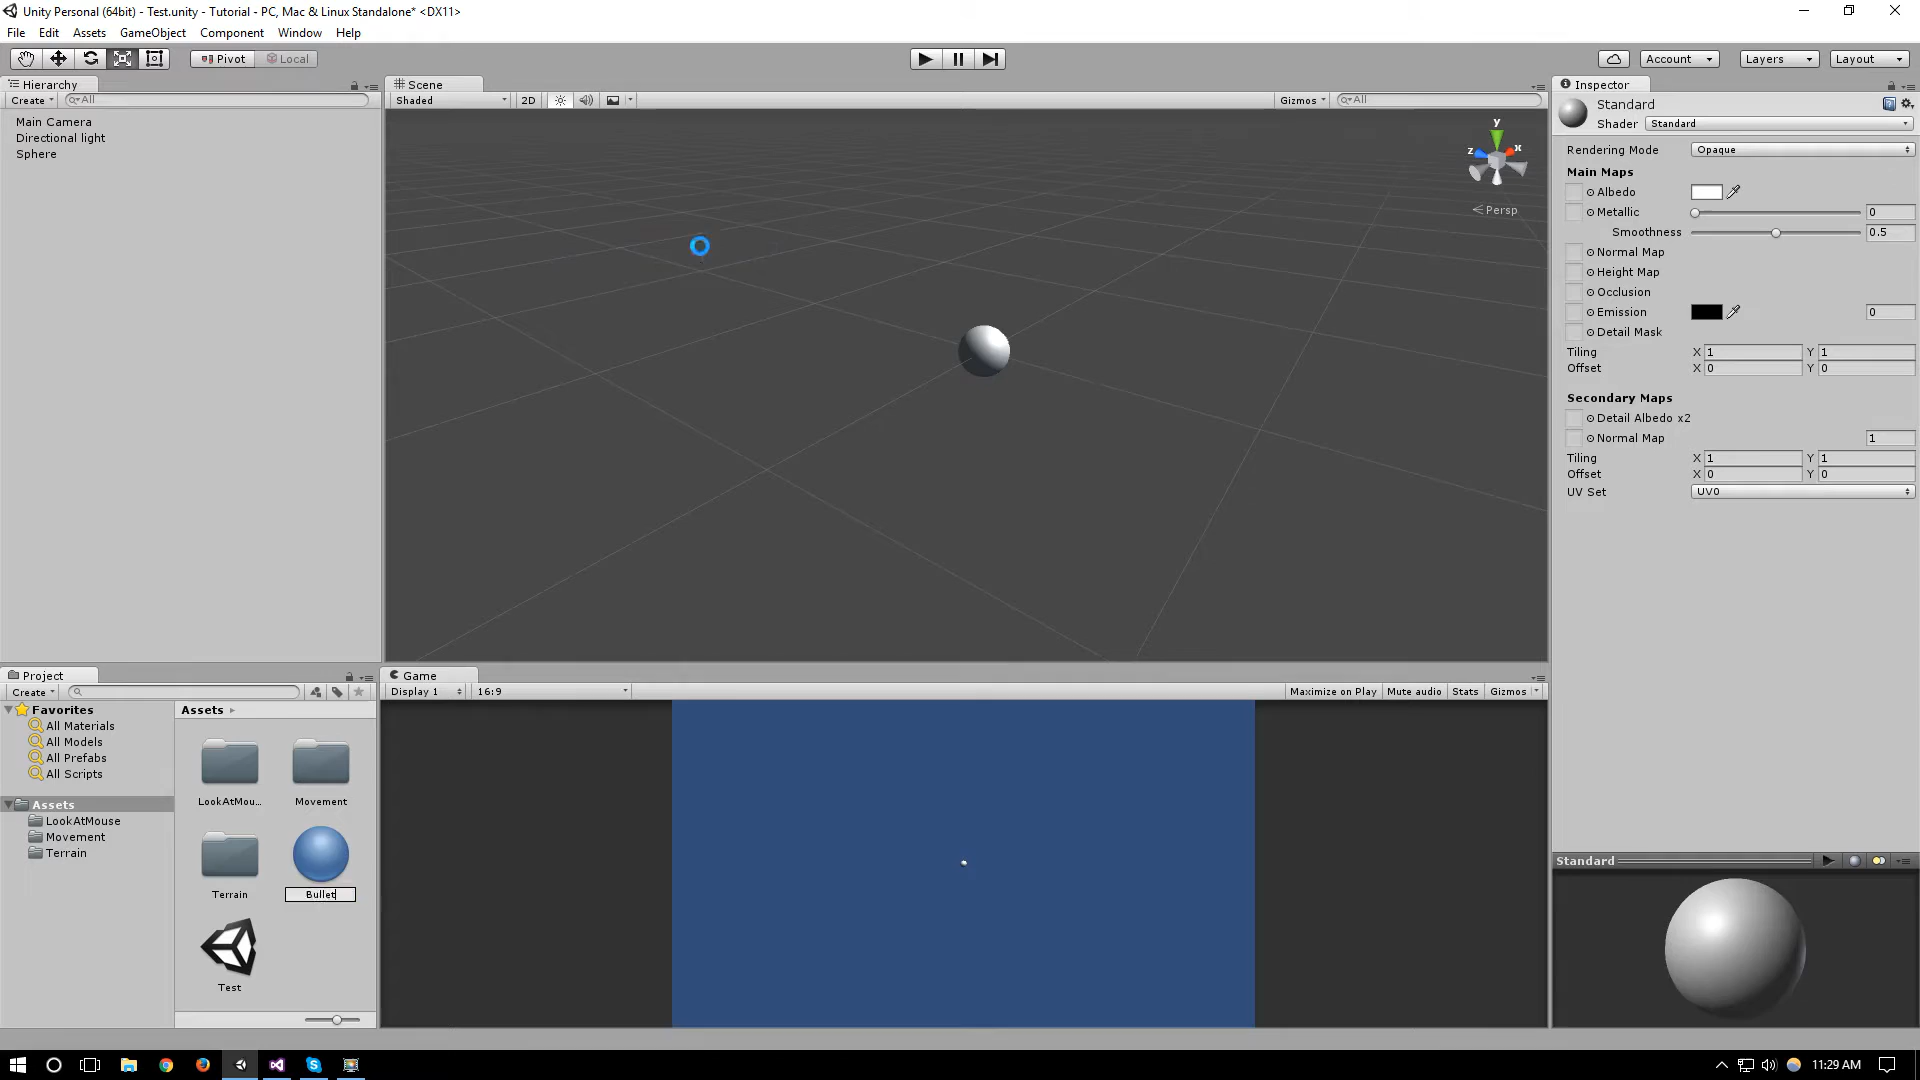 Unity Personal (64bit) - Test.unity - Tutorial - PC, Mac & Linux Standalone* <DX11>
File Edit Assets GameObject Component Window Help
Pivot Local Account Layers Layout
Hierarchy
Create All
Main Camera
Directional light
Sphere
Scene
Shaded 2D Gizmos All
y
z x
Persp
Inspector
Standard
Shader Standard
Rendering Mode Opaque
Main Maps
Albedo
Metallic 0
Smoothness 0.5
Normal Map
Height Map
Occlusion
Emission 0
Detail Mask
Tiling X 1 Y 1
Offset X 0 Y 0
Secondary Maps
Detail Albedo x2
Normal Map 1
Tiling X 1 Y 1
Offset X 0 Y 0
UV Set UV0
Standard
Project
Create
Favorites
All Materials
All Models
All Prefabs
All Scripts
Assets
LookAtMouse
Movement
Terrain
Assets
LookAtMou...
Movement
Terrain
Bullet
Test
Game
Display 1 16:9 Maximize on Play Mute audio Stats Gizmos
11:29 AM